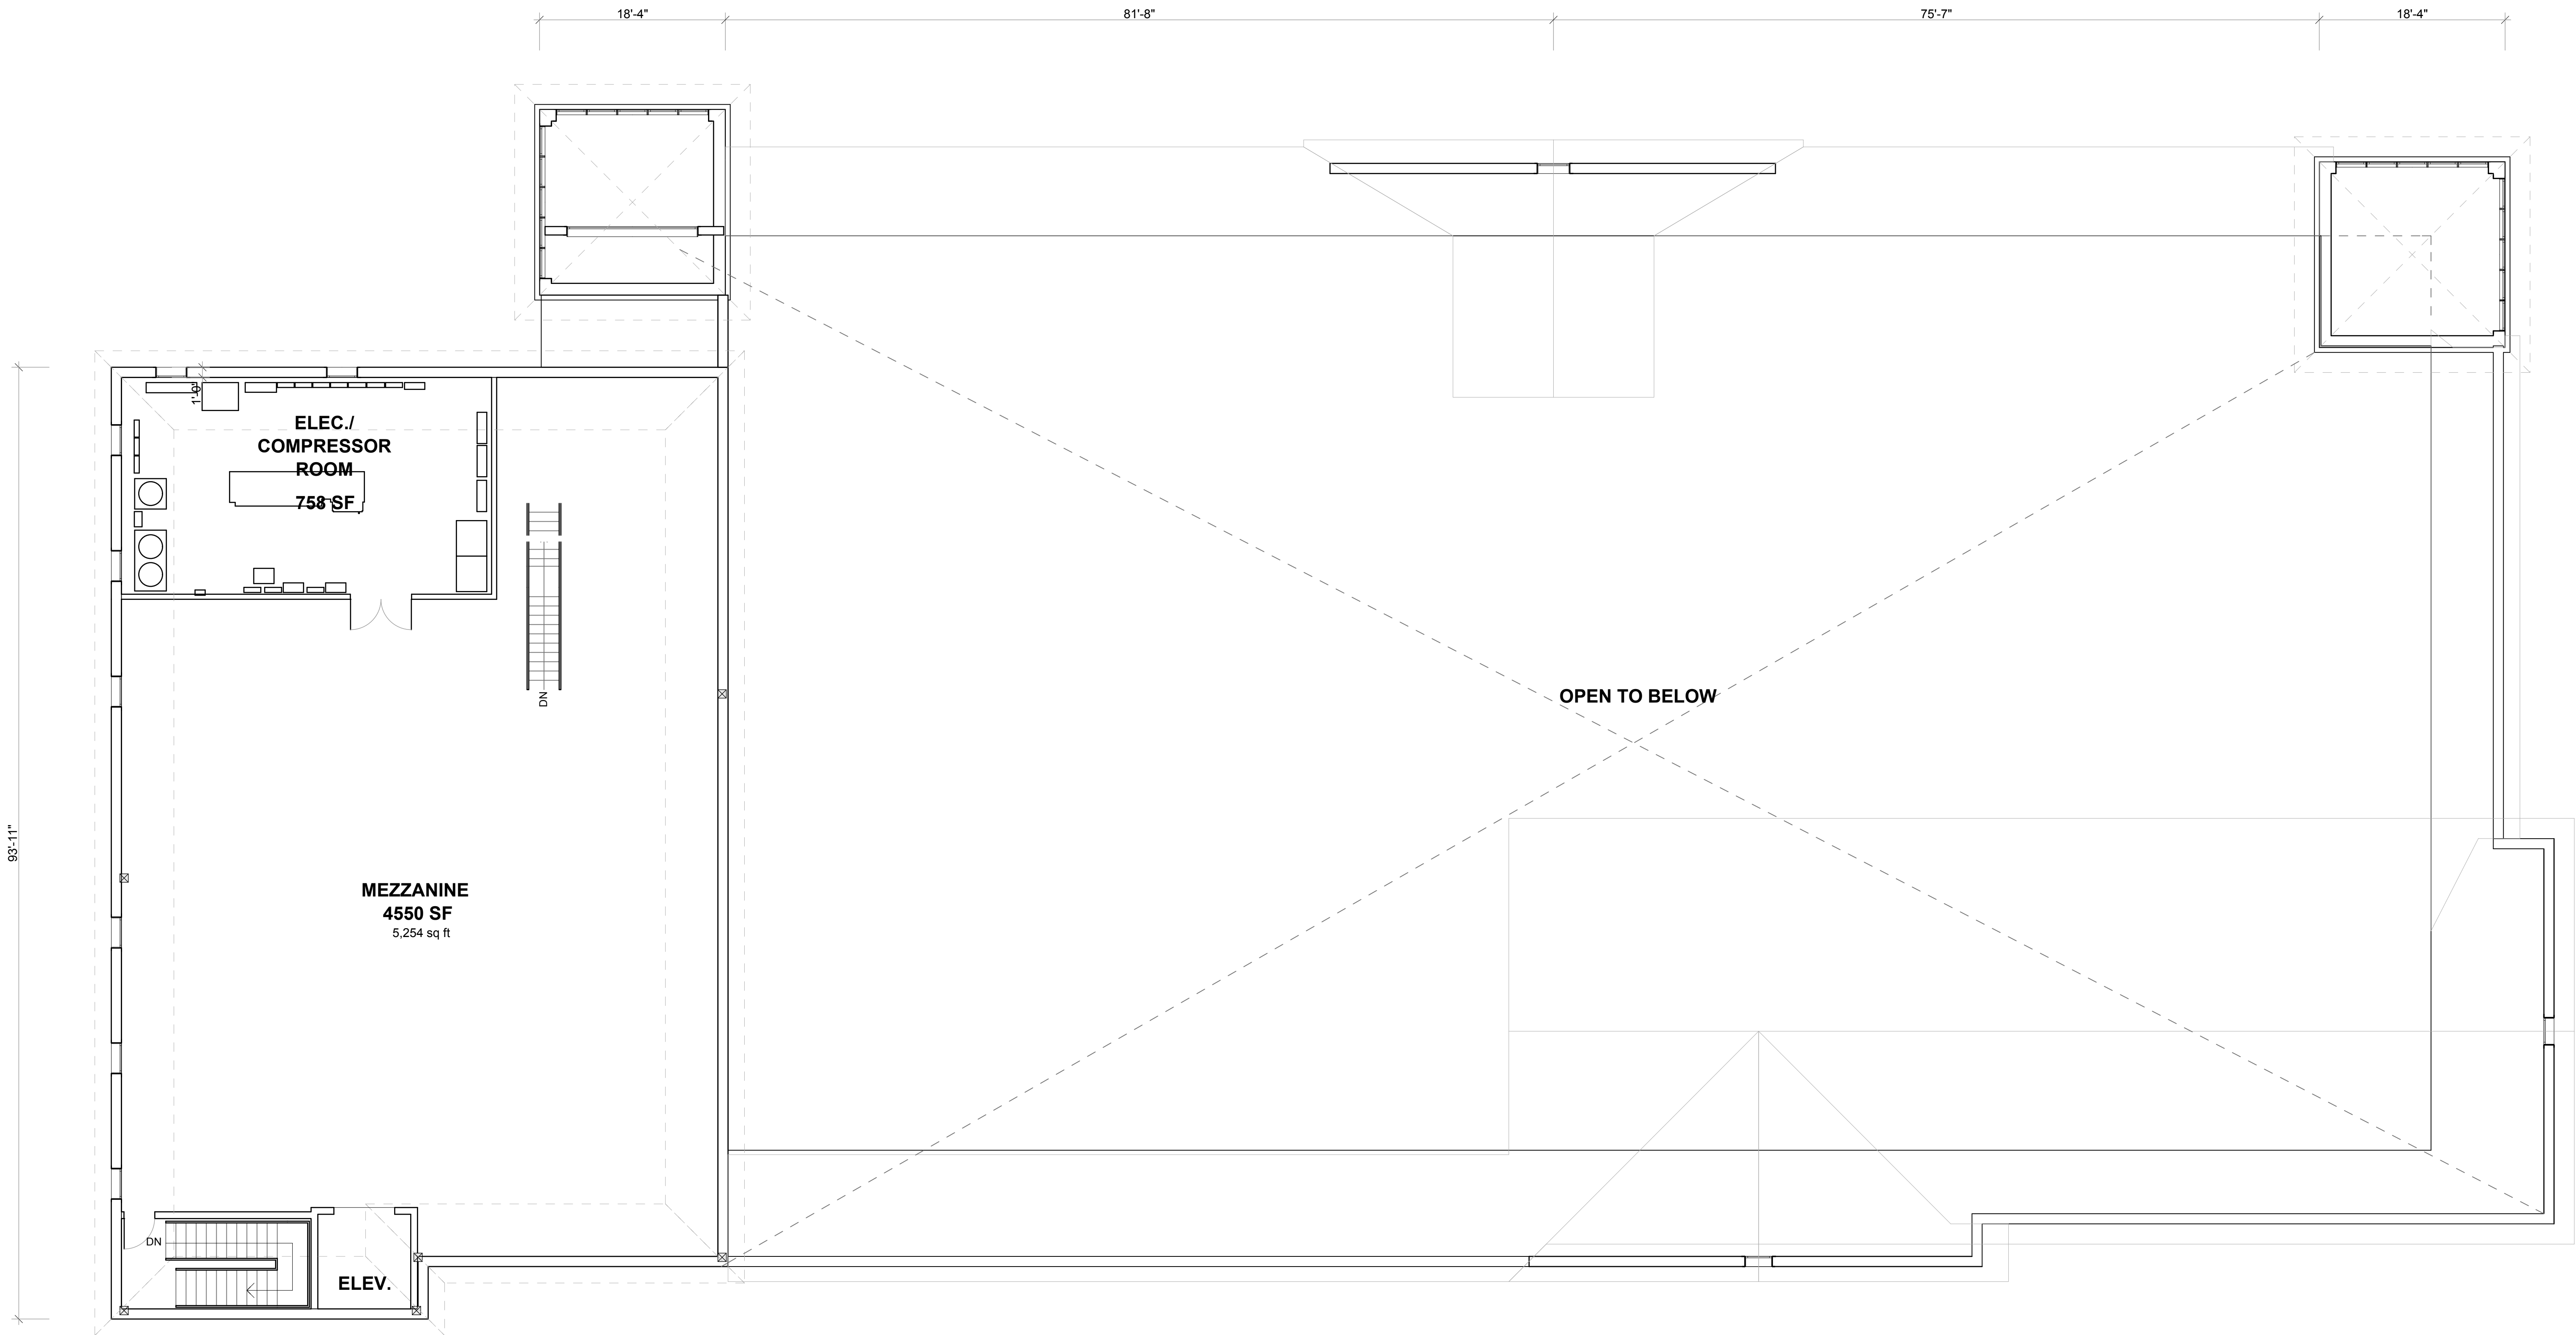 18'-4"
81'-8"
75'-7"
18'-4"
1'-0"
ELEC./
COMPRESSOR
ROOM
758 SF
DN
OPEN TO BELOW
93'-11"
MEZZANINE
4550 SF
5,254 sq ft
DN
ELEV.